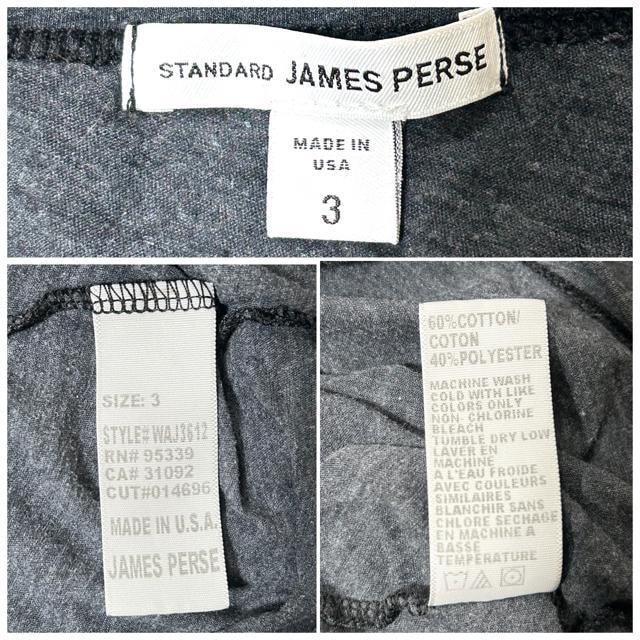 STANDARD JAMES PERSE
MADE IN
USA
3
SIZE: 3
STYLE# WAJ3612
RN# 95339
CA# 31092
CUT#014696
MADE IN U.S.A.
JAMES PERSE
60%COTTON/
COTON
40%POLYESTER
MACHINE WASH
COLD WITH LIKE
COLORS ONLY
NON- CHLORINE
BLEACH
TUMBLE DRY LOW
LAVER EN
MACHINE
A L'EAU FROIDE
AVEC COULEURS
SIMILAIRES
BLANCHIR SANS
CHLORE SECHAGE
EN MACHINE A
BASSE
TEMPERATURE